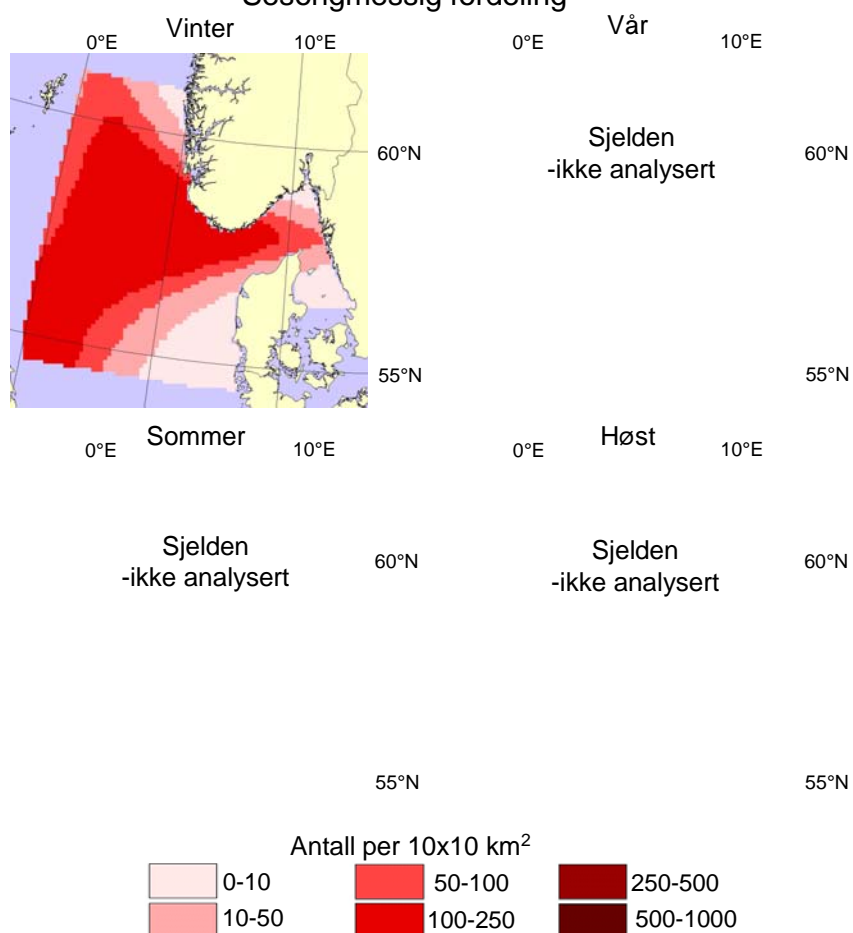 Sesongmessig fordeling
Vinter
0°E 10°E
60°N
55°N
Vår
0°E 10°E
Sjelden
-ikke analysert
60°N
55°N
Sommer
0°E 10°E
Sjelden
-ikke analysert
60°N
55°N
Høst
0°E 10°E
Sjelden
-ikke analysert
60°N
55°N
Antall per 10x10 km²
0-10
50-100
250-500
10-50
100-250
500-1000